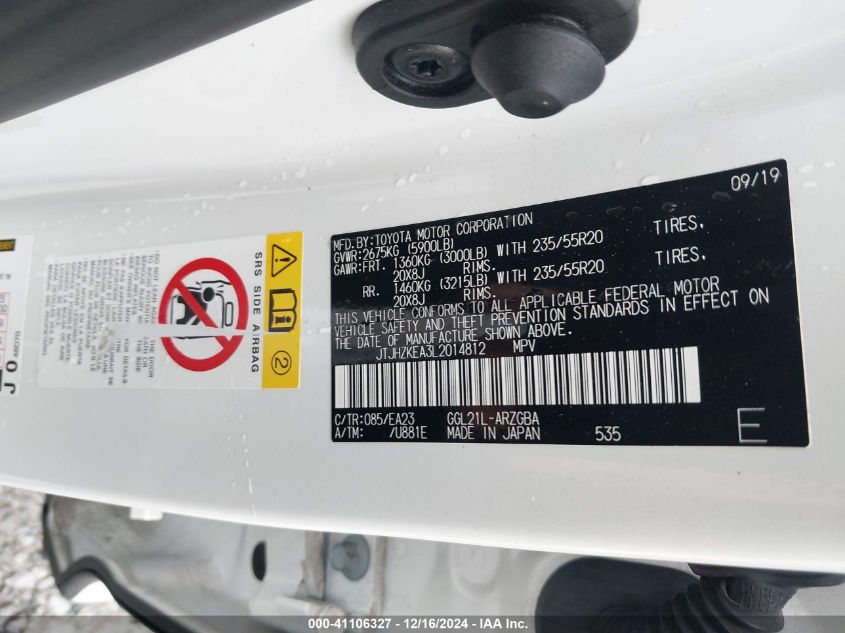 09/19
MFD.BY:TOYOTA MOTOR CORPORATION
GVWR:2675KG (5900LB)
GAWR:FRT. 1360KG (3000LB) WITH 235/55R20 TIRES,
20X8J RIMS.
RR. 1460KG (3215LB) WITH 235/55R20 TIRES,
20X8J RIMS.
THIS VEHICLE CONFORMS TO ALL APPLICABLE FEDERAL MOTOR
VEHICLE SAFETY AND THEFT PREVENTION STANDARDS IN EFFECT ON
THE DATE OF MANUFACTURE SHOWN ABOVE.
JTJHZKEA3L2014812 MPV
C/TR:085/EA23 GGL21L-ARZGBA
A/TM: /U881E MADE IN JAPAN 535 E
SRS SIDE AIRBAG
2
000-41106327 - 12/16/2024 - IAAI.COM